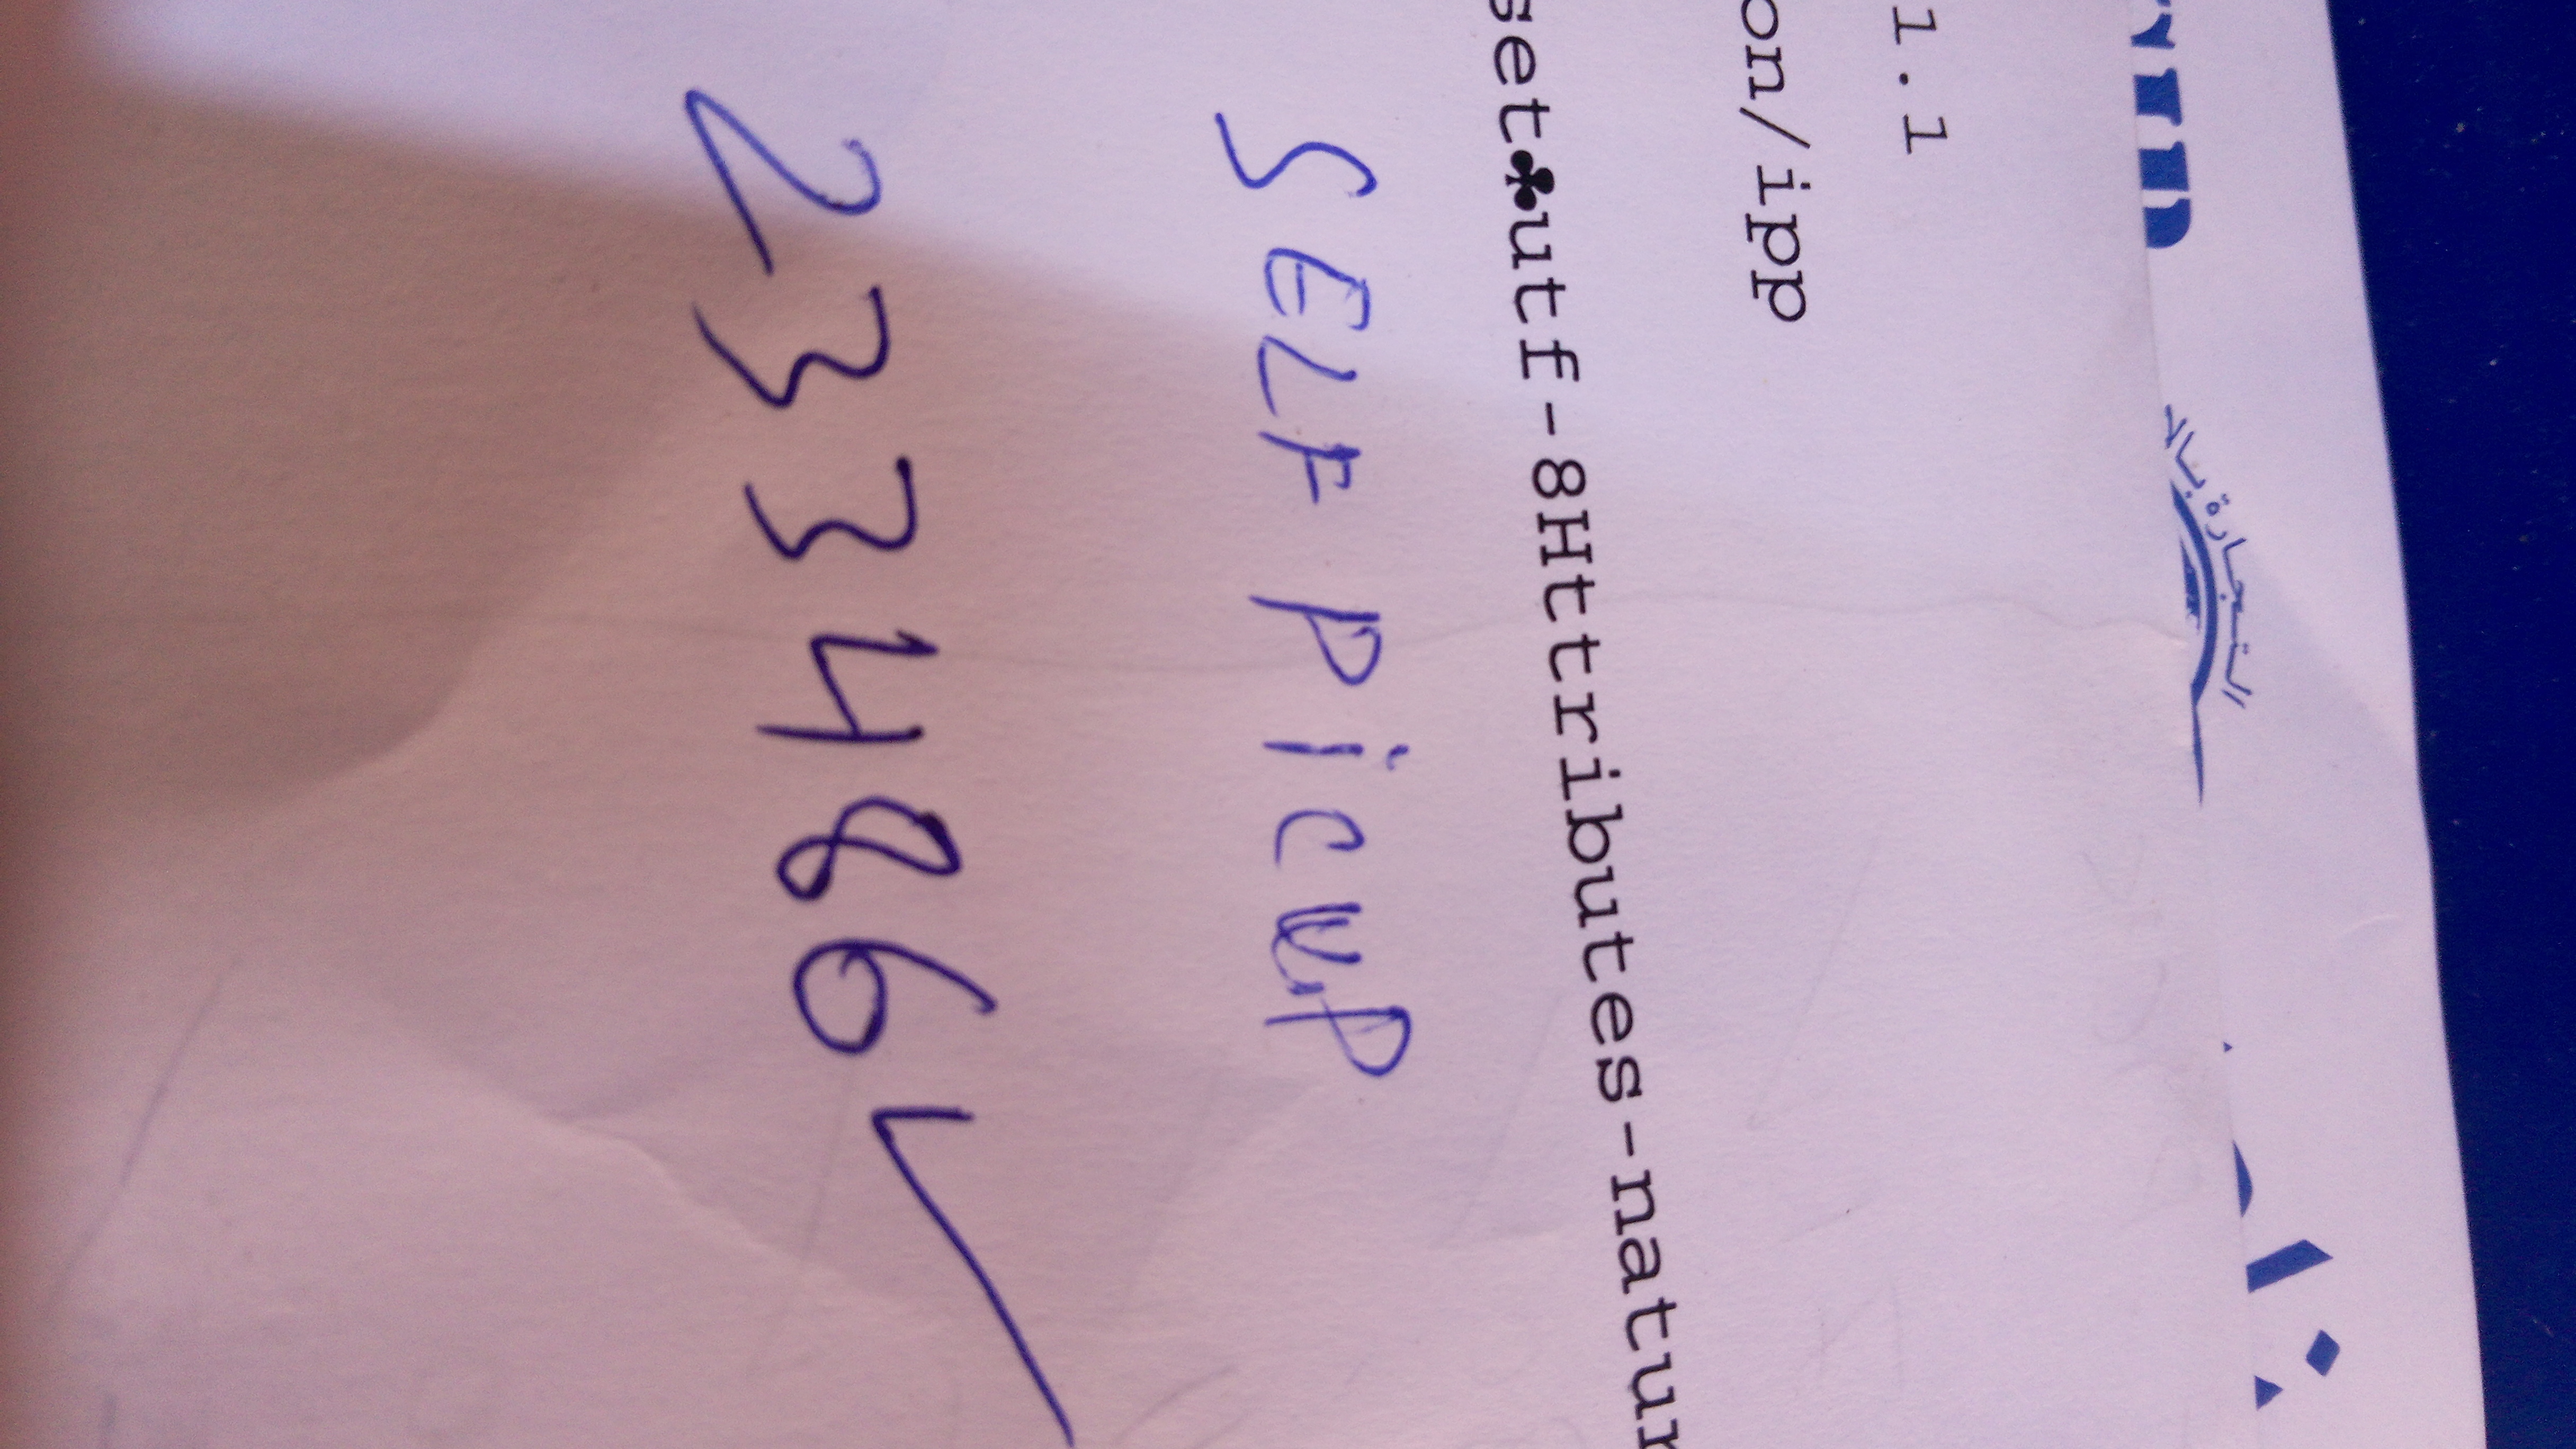 1.1
on/ipp
set♣utf-8Httributes-natur
SELF PiCUP
233486